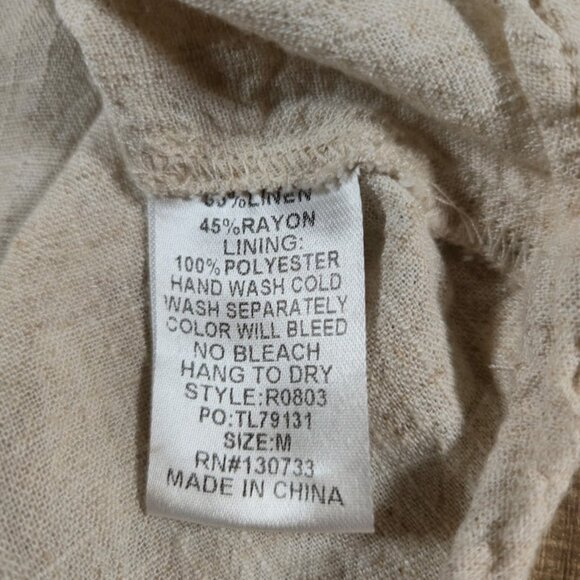 55%LINEN
45%RAYON
LINING:
100%POLYESTER
HAND WASH COLD
WASH SEPARATELY
COLOR WILL BLEED
NO BLEACH
HANG TO DRY
STYLE:R0803
PO:TL79131
SIZE:M
RN#130733
MADE IN CHINA